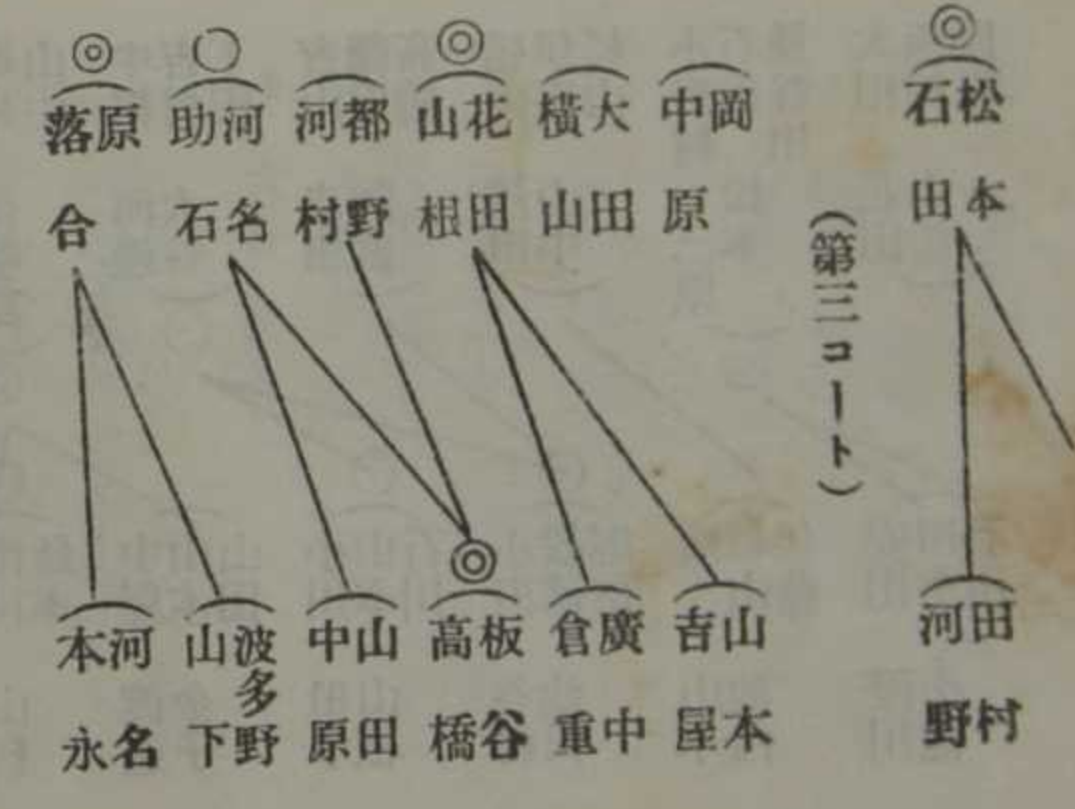 松本
石田
田村
河野
(第三コート)
岡
中原
大田
橫山
花田
山根
都野
河村
河名
助石
原
落合
山本
吉屋
廣中
倉重
板谷
高橋
山田
中原
波多野
山下
河名
本永